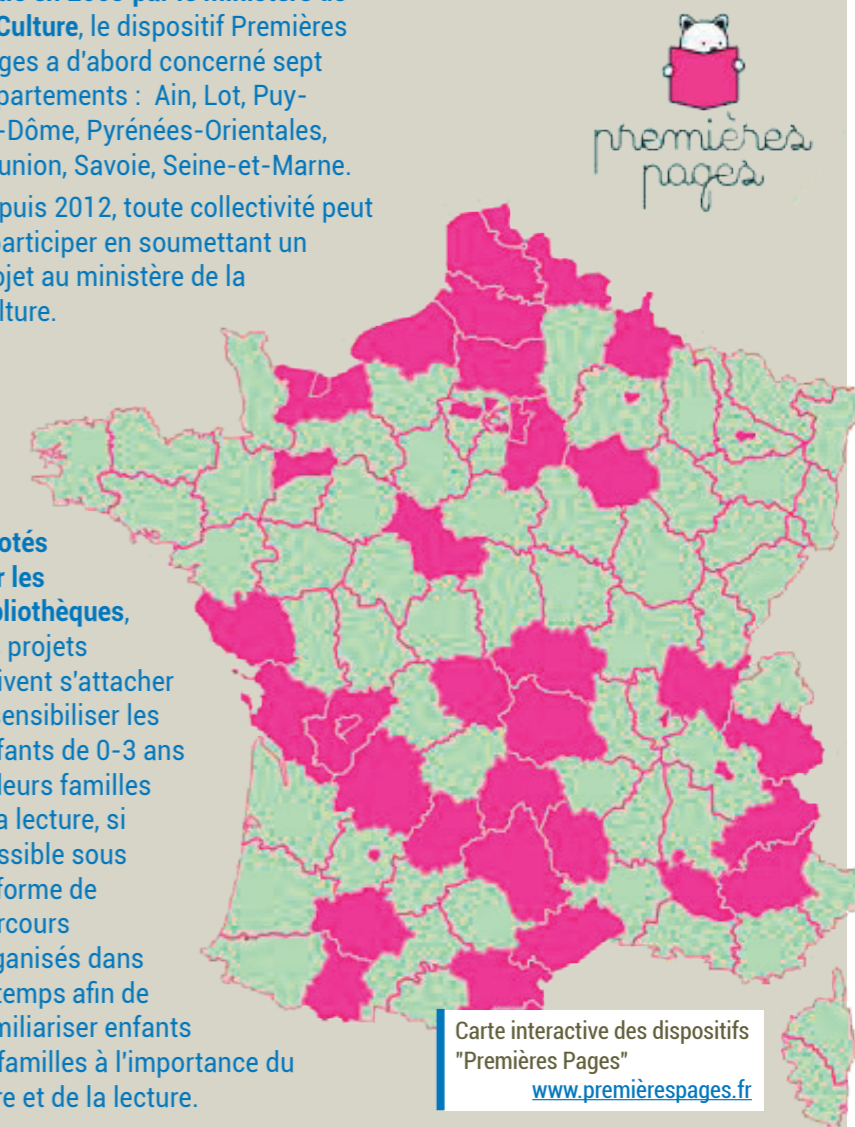 Culture, le dispositif Premières
ges a d'abord concerné sept
partements : Ain, Lot, Puy-
-Dôme, Pyrénées-Orientales,
union, Savoie, Seine-et-Marne.
puis 2012, toute collectivité peut
participer en soumettant un
ojet au ministère de la
lture.
premières
pages
otés
r les
bliothèques,
s projets
ivent s'attacher
sensibiliser les
fants de 0-3 ans
leurs familles
a lecture, si
ssible sous
forme de
rcours
ganisés dans
temps afin de
miliariser enfants
familles à l'importance du
re et de la lecture.
Carte interactive des dispositifs
"Premières Pages"
www.premièrespages.fr